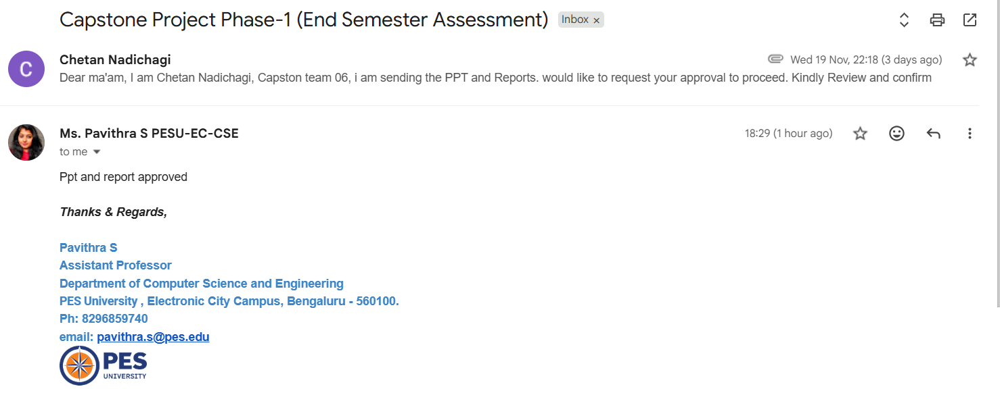 Capstone Project Phase-1 (End Semester Assessment) Inbox ×
C
Chetan Nadichagi Wed 19 Nov, 22:18 (3 days ago)
Dear ma'am, I am Chetan Nadichagi, Capston team 06, i am sending the PPT and Reports. would like to request your approval to proceed. Kindly Review and confirm
Ms. Pavithra S PESU-EC-CSE 18:29 (1 hour ago)
to me
Ppt and report approved
Thanks & Regards,
Pavithra S
Assistant Professor
Department of Computer Science and Engineering
PES University , Electronic City Campus, Bengaluru - 560100.
Ph: 8296859740
email: pavithra.s@pes.edu
PES
UNIVERSITY